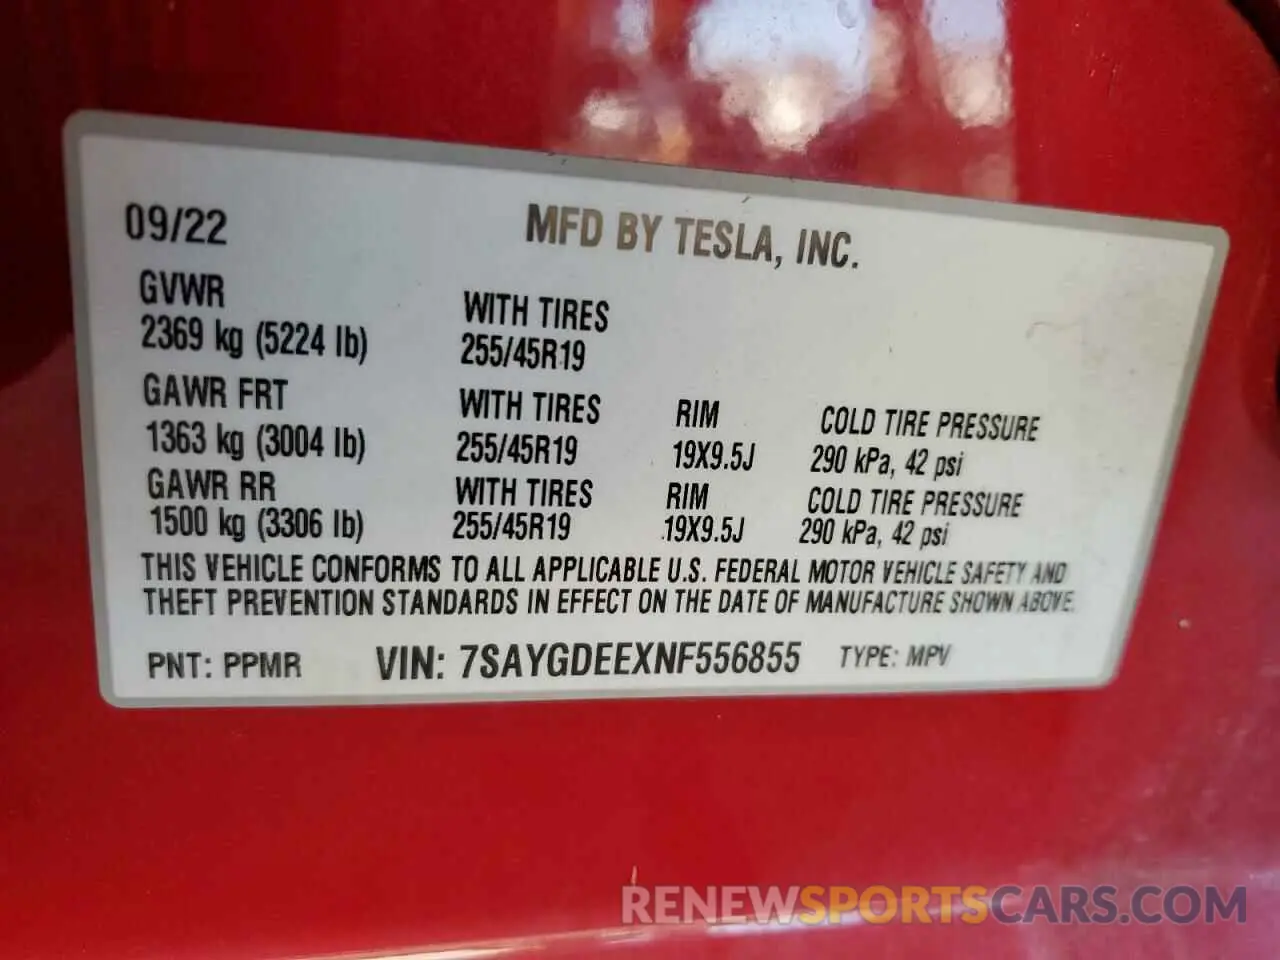 09/22 MFD BY TESLA, INC.
GVWR WITH TIRES
2369 kg (5224 lb) 255/45R19
GAWR FRT WITH TIRES RIM COLD TIRE PRESSURE
1363 kg (3004 lb) 255/45R19 19X9.5J 290 kPa, 42 psi
GAWR RR WITH TIRES RIM COLD TIRE PRESSURE
1500 kg (3306 lb) 255/45R19 19X9.5J 290 kPa, 42 psi
THIS VEHICLE CONFORMS TO ALL APPLICABLE U.S. FEDERAL MOTOR VEHICLE SAFETY AND
THEFT PREVENTION STANDARDS IN EFFECT ON THE DATE OF MANUFACTURE SHOWN ABOVE.
PNT: PPMR VIN: 7SAYGDEEXNF556855 TYPE: MPV
RENEWSPORTSCARS.COM